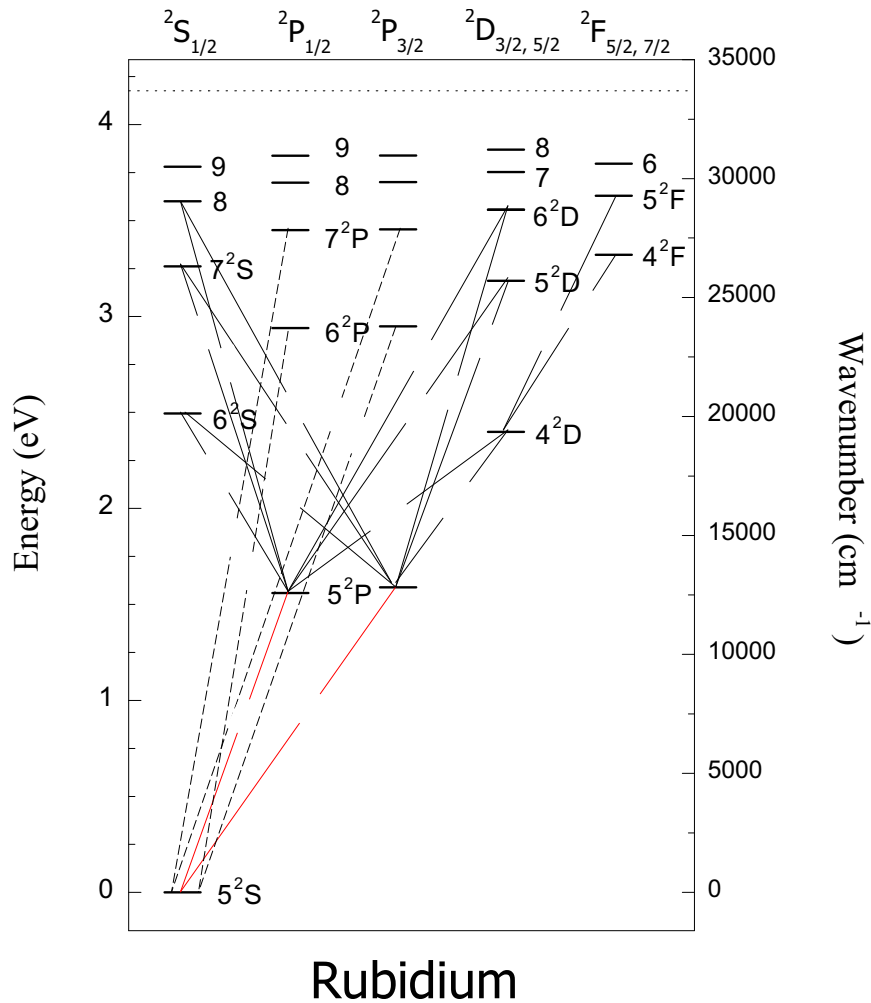 ²S₁/₂ ²P₁/₂ ²P₃/₂ ²D₃/₂, ₅/₂ ²F₅/₂, ₇/₂
35000
4
9 9 8 6
30000
8 8 7 5²F
6²D
7²P 4²F
7²S 5²D
25000
3
6²P
6²S 4²D
20000
2
15000
5²P
10000
1
5000
0 5²S 0
Energy (eV)
Wavenumber (cm⁻¹)
Rubidium